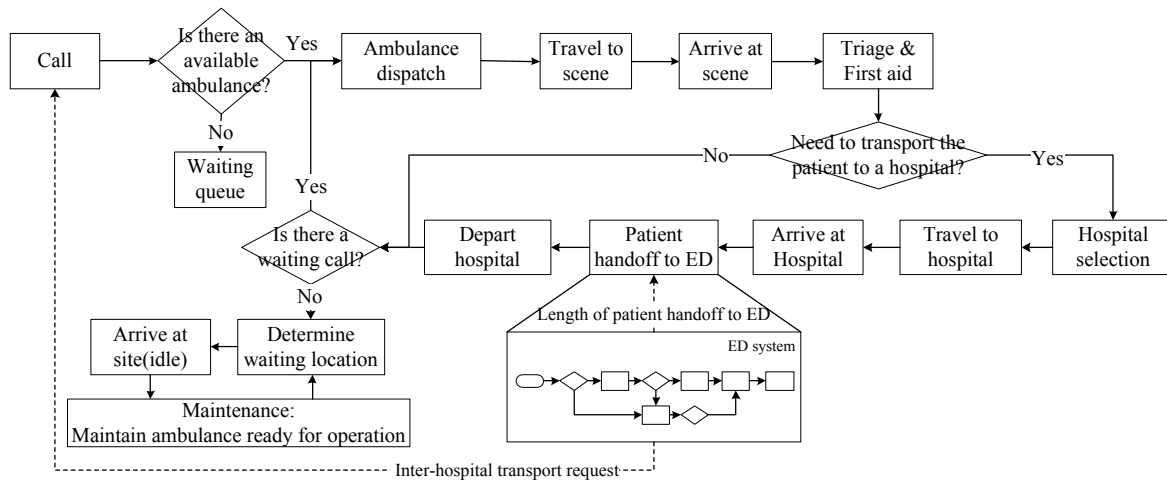 Call
Is there an
available
ambulance?
Yes
Ambulance
dispatch
Travel to
scene
Arrive at
scene
Triage &
First aid
No
Waiting
queue
Need to transport the
patient to a hospital?
No
Yes
Yes
Is there a
waiting call?
Depart
hospital
Patient
handoff to ED
Arrive at
Hospital
Travel to
hospital
Hospital
selection
No
Length of patient handoff to ED
Arrive at
site(idle)
Determine
waiting location
ED system
Maintenance:
Maintain ambulance ready for operation
Inter-hospital transport request